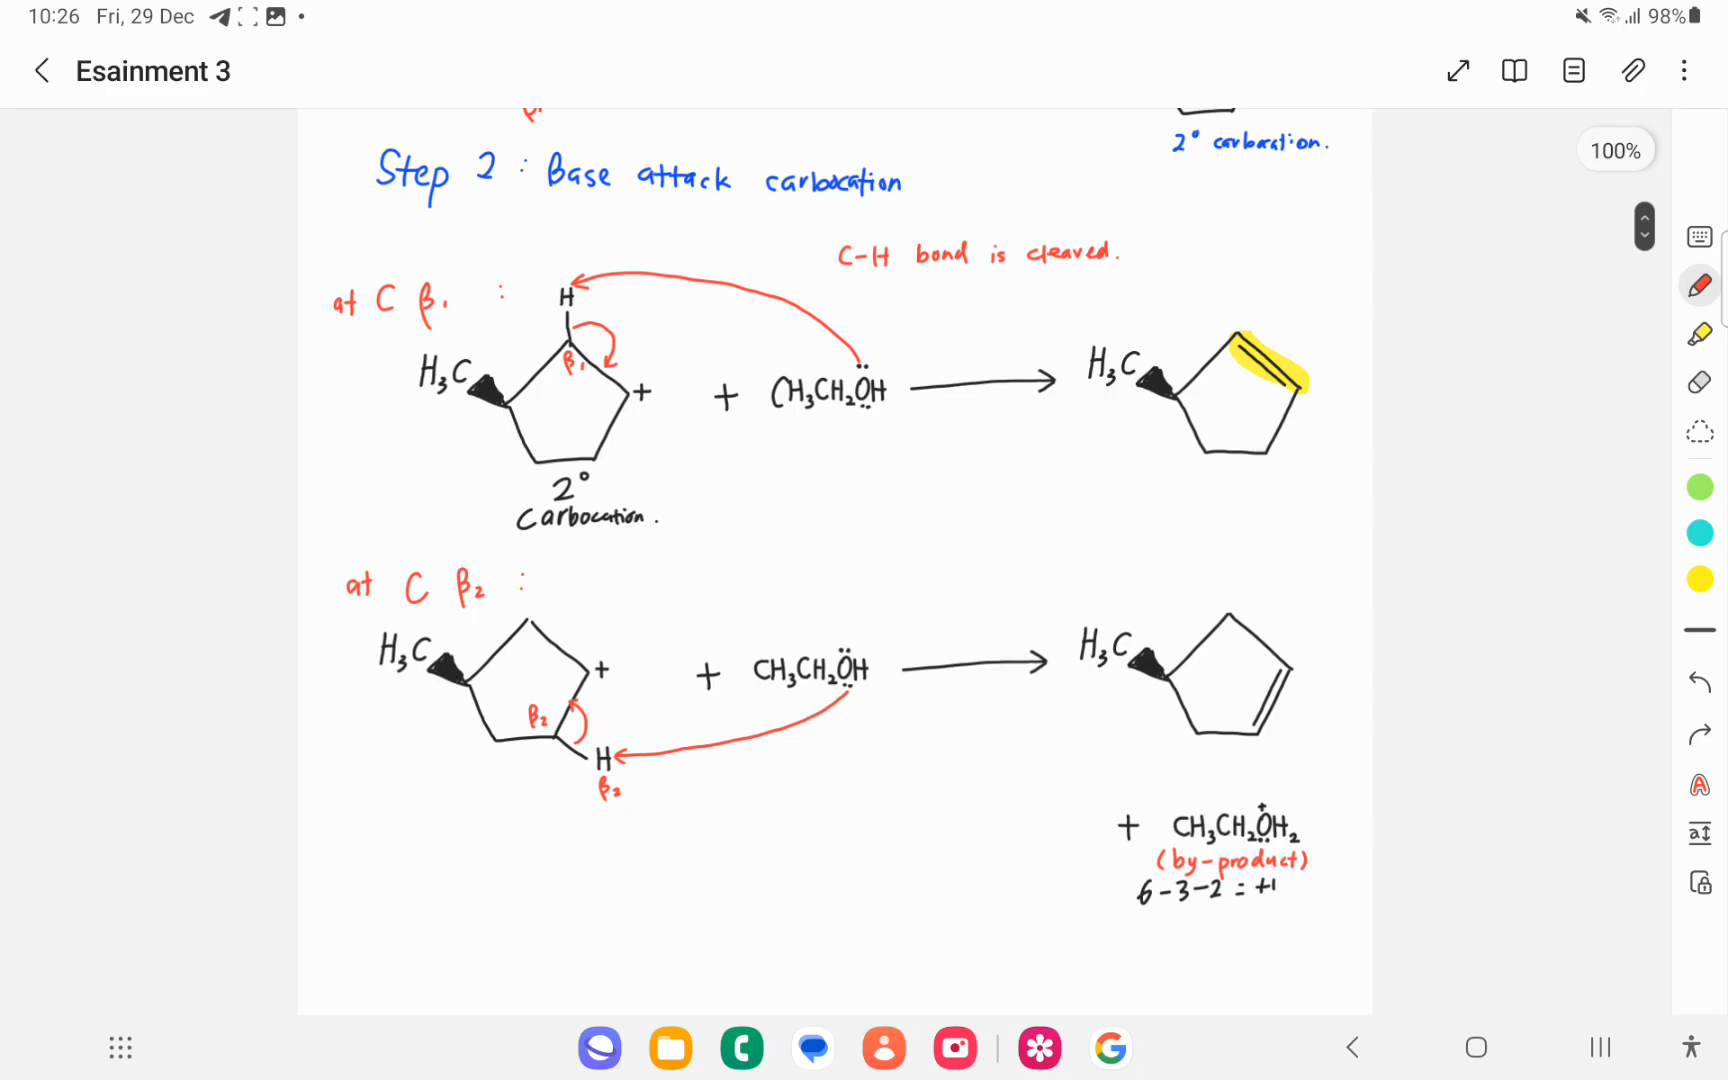 10:26 Fri, 29 Dec
98%
Esainment 3
100%
2° carbocation.
Step 2 : Base attack carbocation
C-H bond is cleaved.
at C β₁ :
H
β₁
H₃C
+
+ CH₃CH₂ÖH
H₃C
2°
Carbocation.
at C β₂ :
H₃C
+
+ CH₃CH₂ÖH
H₃C
β₂
H
β₂
+ CH₃CH₂OH₂
+
(by-product)
6-3-2 = +1
A